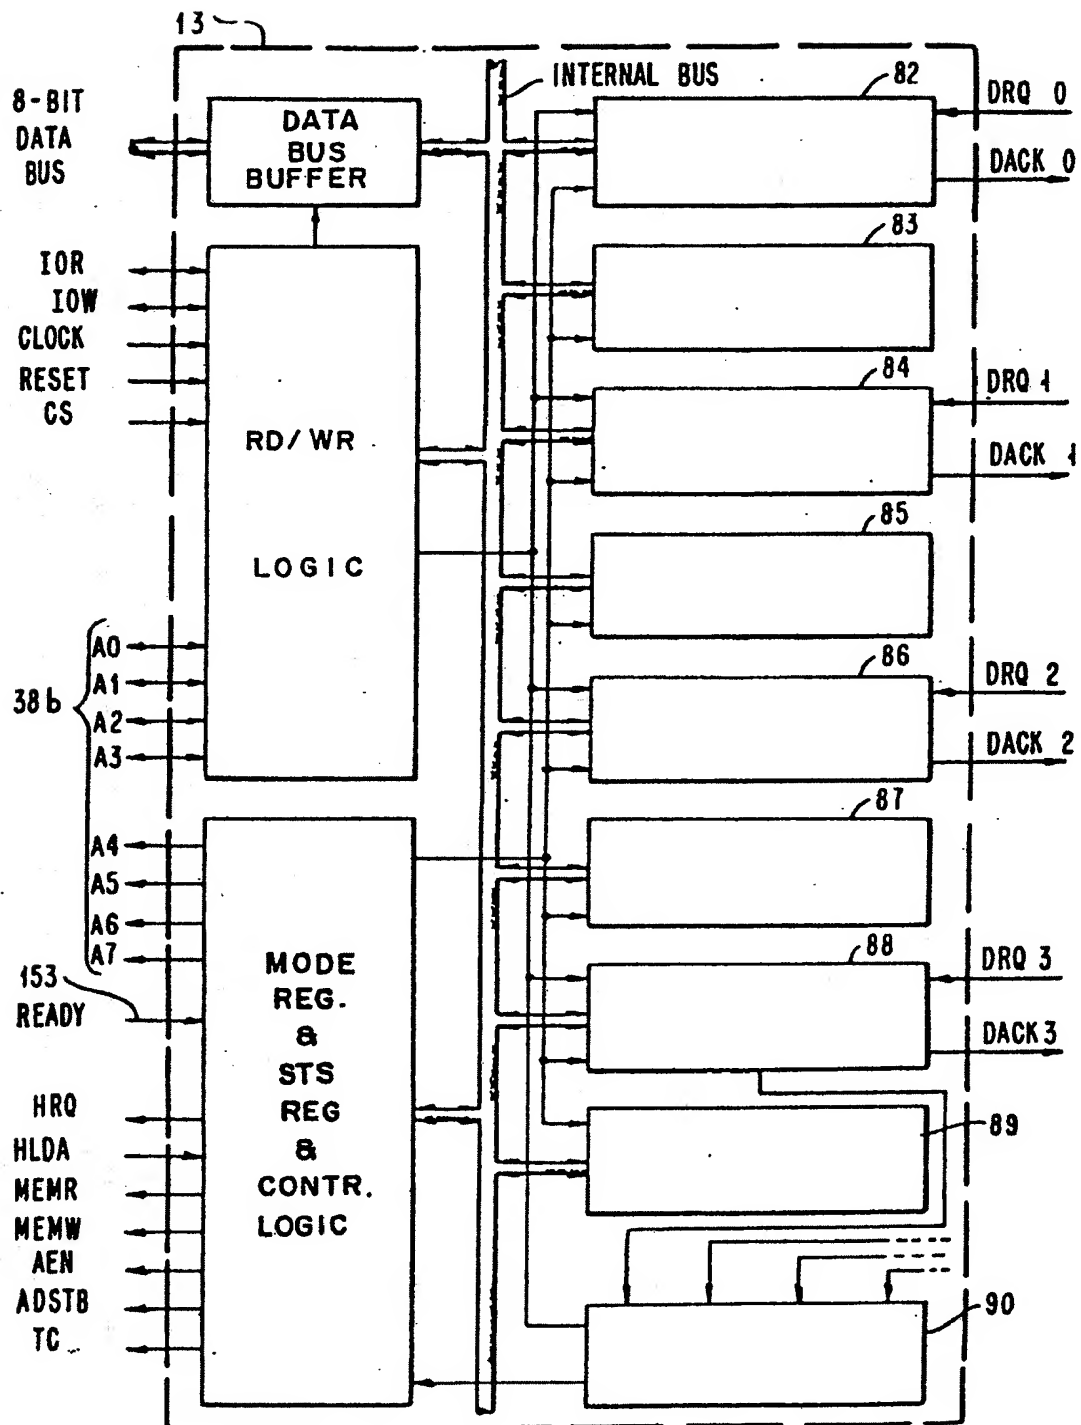 13
INTERNAL BUS
82
8-BIT
DATA
BUS
DATA
BUS
BUFFER
DRQ 0
DACK 0
83
IOR
IOW
CLOCK
RESET
CS
RD/WR
LOGIC
84
DRQ 1
DACK 1
85
38b
A0
A1
A2
A3
86
DRQ 2
DACK 2
87
A4
A5
A6
A7
153
READY
HRQ
HLDA
MEMR
MEMW
AEN
ADSTB
TC
MODE
REG.
&
STS
REG
&
CONTR.
LOGIC
88
DRQ 3
DACK 3
89
90